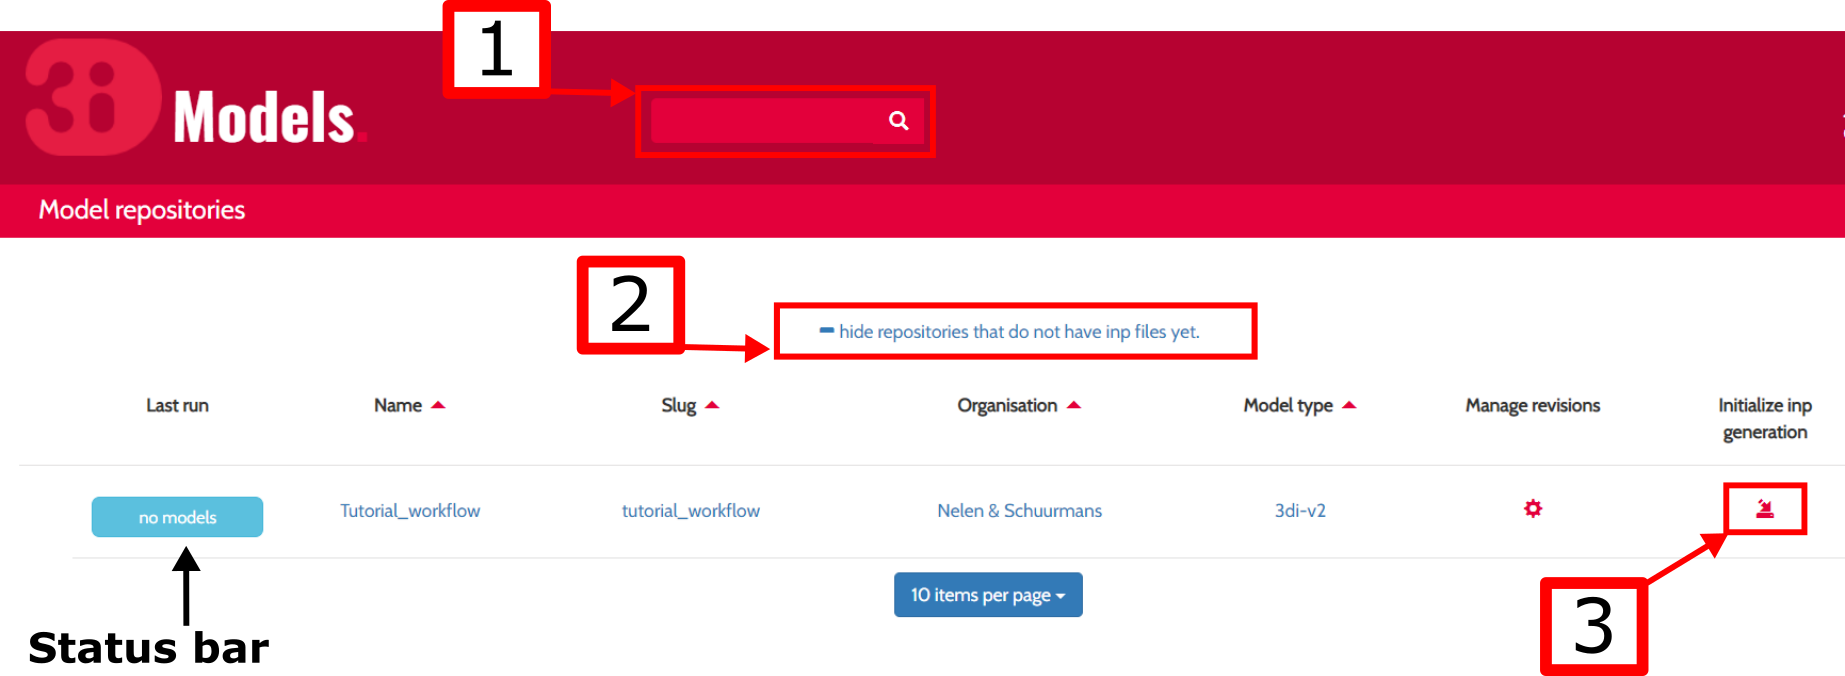 1
3i Models.
Model repositories
2
hide repositories that do not have inp files yet.
Last run Name Slug Organisation Model type Manage revisions Initialize inp
generation
no models Tutorial_workflow tutorial_workflow Nelen & Schuurmans 3di-v2
10 items per page
3
Status bar